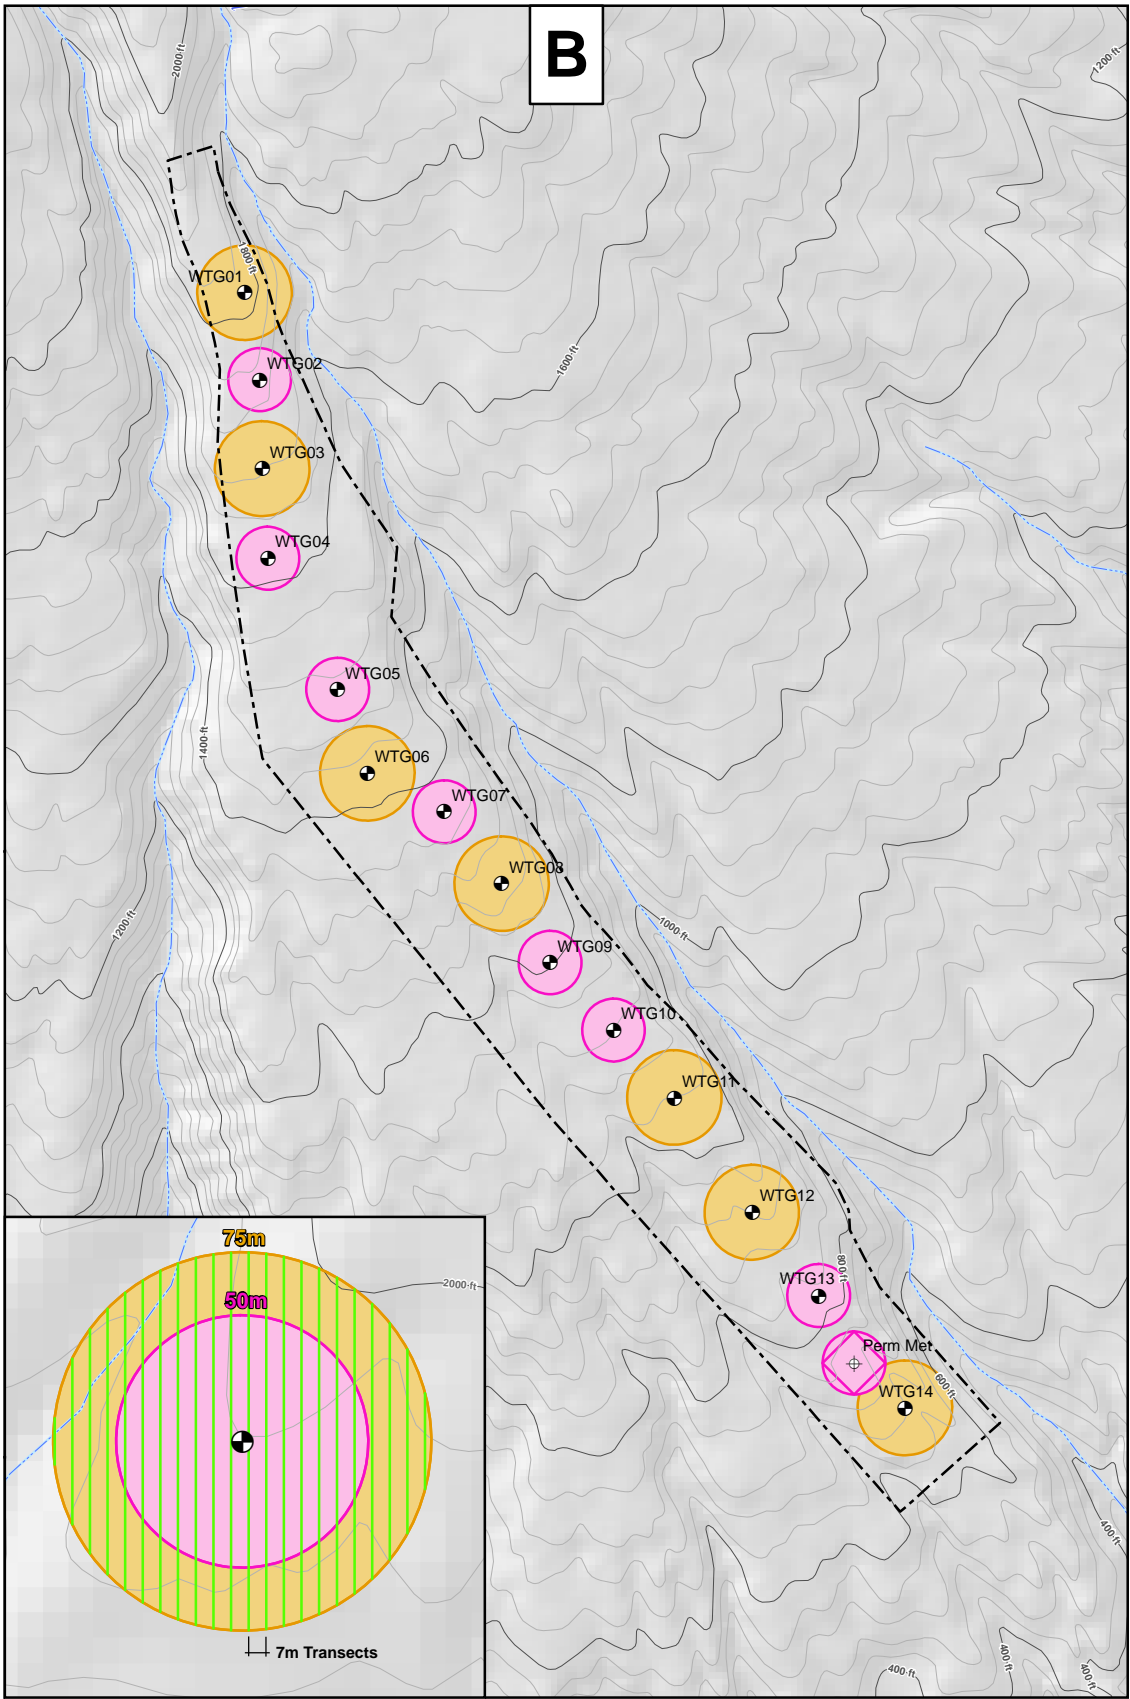 B
2000 ft
1200 ft
1800 ft
WTG01
WTG02
1600 ft
WTG03
WTG04
WTG05
1400 ft
WTG06
WTG07
WTG08
1200 ft
1000 ft
WTG09
WTG10
WTG11
WTG12
800 ft
WTG13
Perm Met
600 ft
WTG14
400 ft
400 ft
400 ft
400 ft
75m
2000 ft
50m
7m Transects